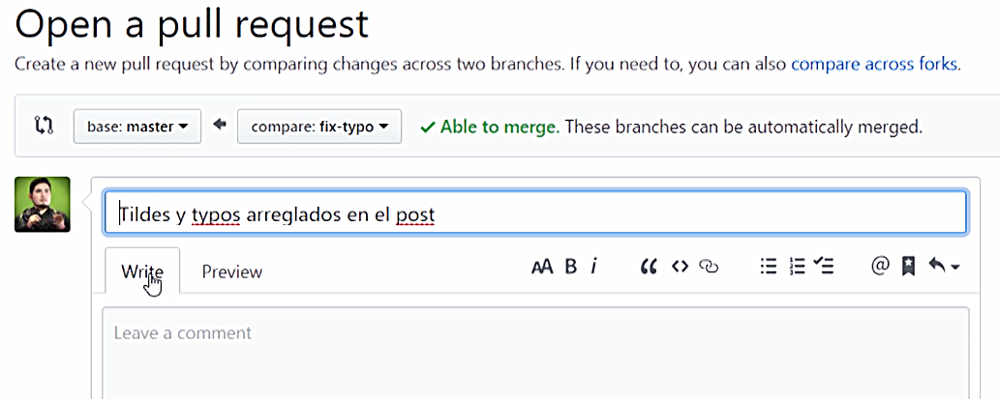 Open a pull request
Create a new pull request by comparing changes across two branches. If you need to, you can also compare across forks.
base: master compare: fix-typo ✓ Able to merge. These branches can be automatically merged.
Tildes y typos arreglados en el post
Write Preview AA B i “ <> @
Leave a comment